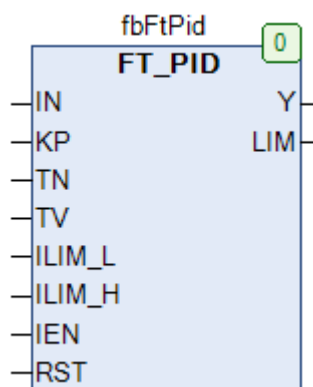 fbFtPid
0
FT_PID
IN Y
KP LIM
TN
TV
ILIM_L
ILIM_H
IEN
RST